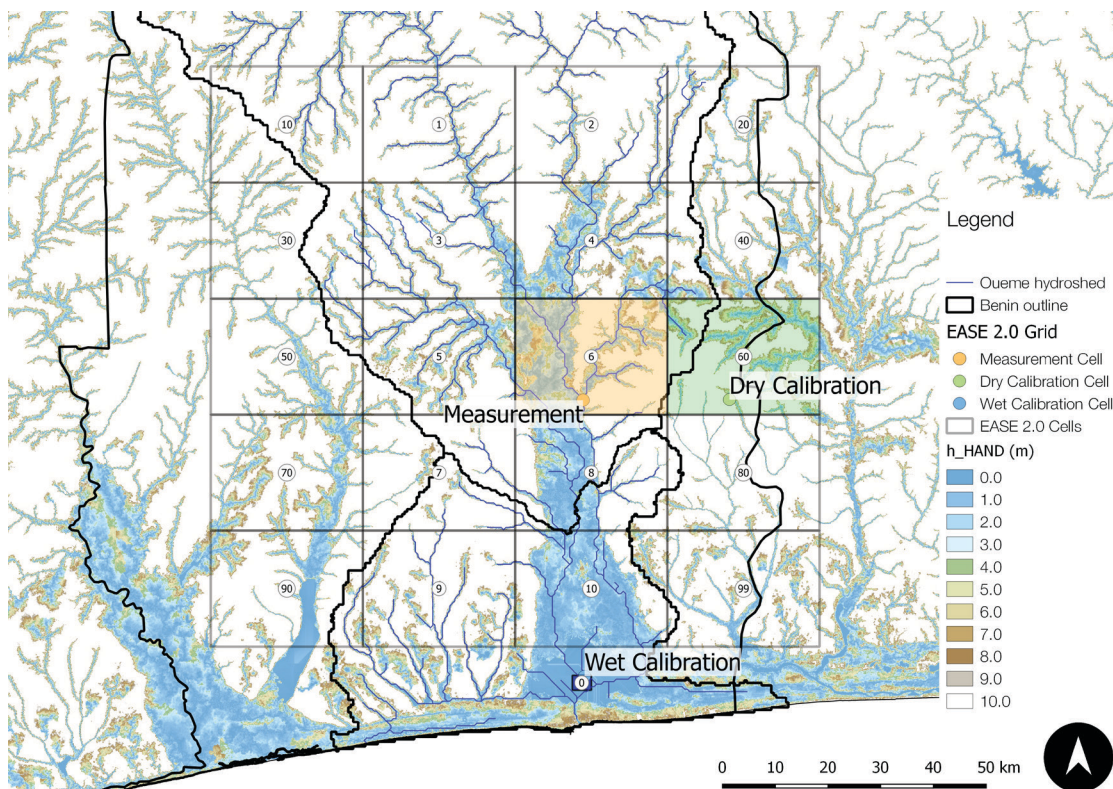 10
1
2
20
30
3
4
40
50
5
6
60
Dry Calibration
Measurement
70
7
8
80
90
9
10
99
Wet Calibration
0
Legend
Oueme hydroshed
Benin outline
EASE 2.0 Grid
Measurement Cell
Dry Calibration Cell
Wet Calibration Cell
EASE 2.0 Cells
h_HAND (m)
0.0
1.0
2.0
3.0
4.0
5.0
6.0
7.0
8.0
9.0
10.0
0 10 20 30 40 50 km